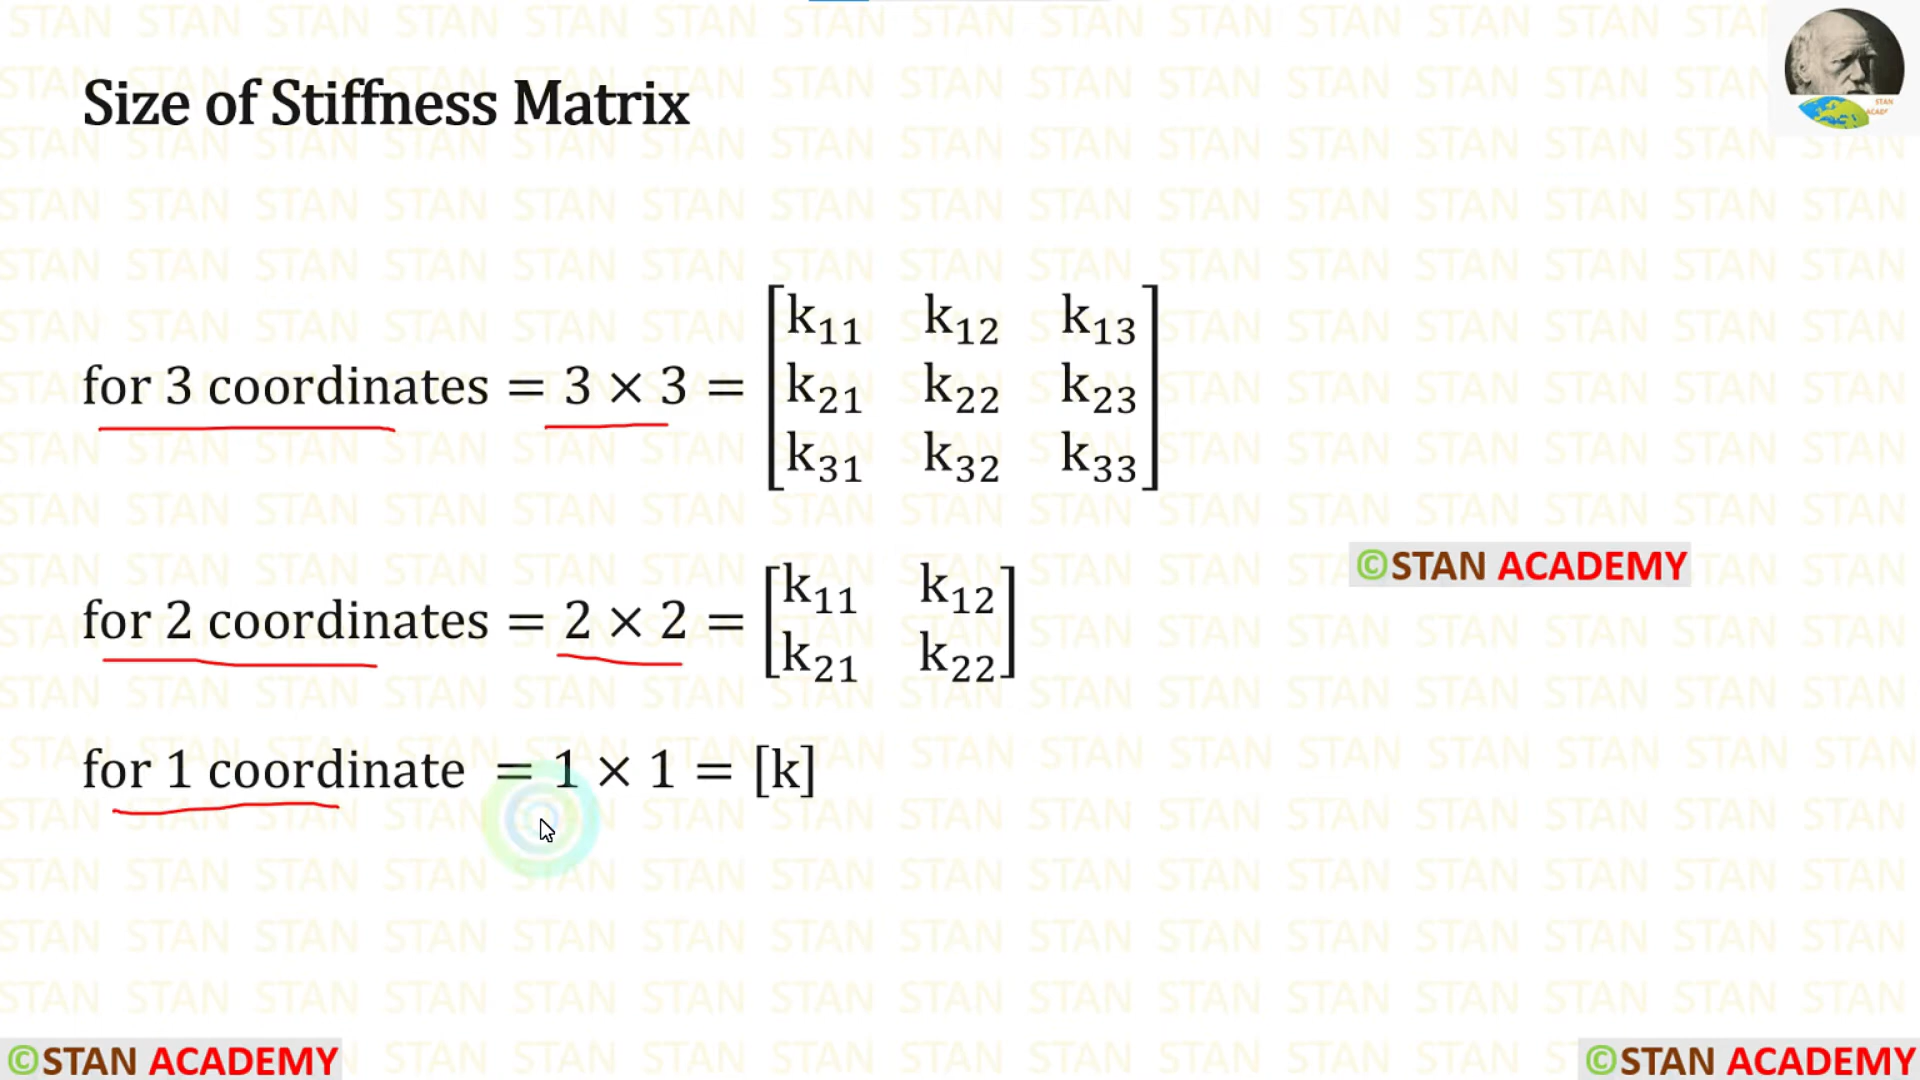 Size of Stiffness Matrix
for 3 coordinates = 3 × 3 = [k₁₁ k₁₂ k₁₃
k₂₁ k₂₂ k₂₃
k₃₁ k₃₂ k₃₃]
©STAN ACADEMY
for 2 coordinates = 2 × 2 = [k₁₁ k₁₂
k₂₁ k₂₂]
for 1 coordinate = 1 × 1 = [k]
©STAN ACADEMY
©STAN ACADEMY